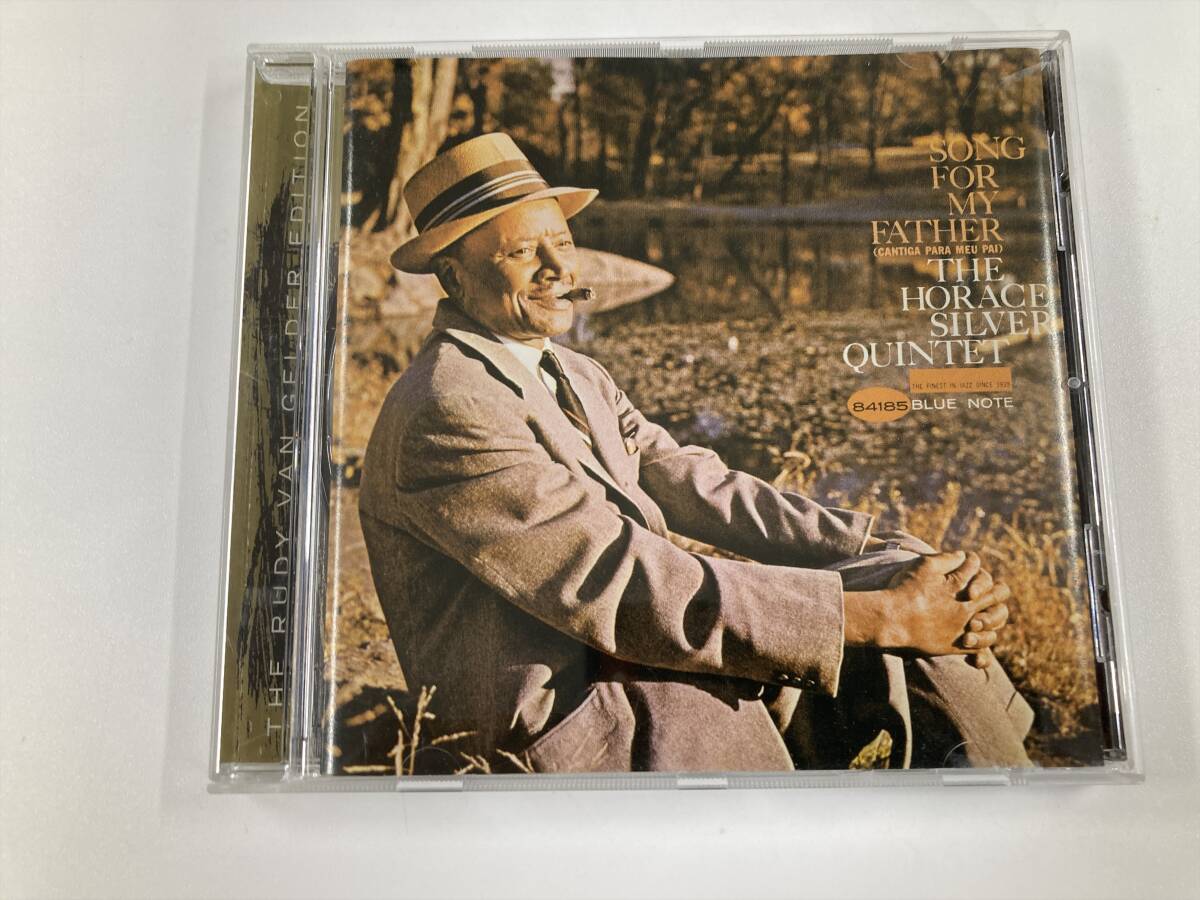 THE RUDY VAN GELDER EDITION
SONG
FOR
MY
FATHER
(CANTIGA PARA MEU PAI)
THE
HORACE
SILVER
QUINTET
THE FINEST IN JAZZ SINCE 1939
84185 BLUE NOTE